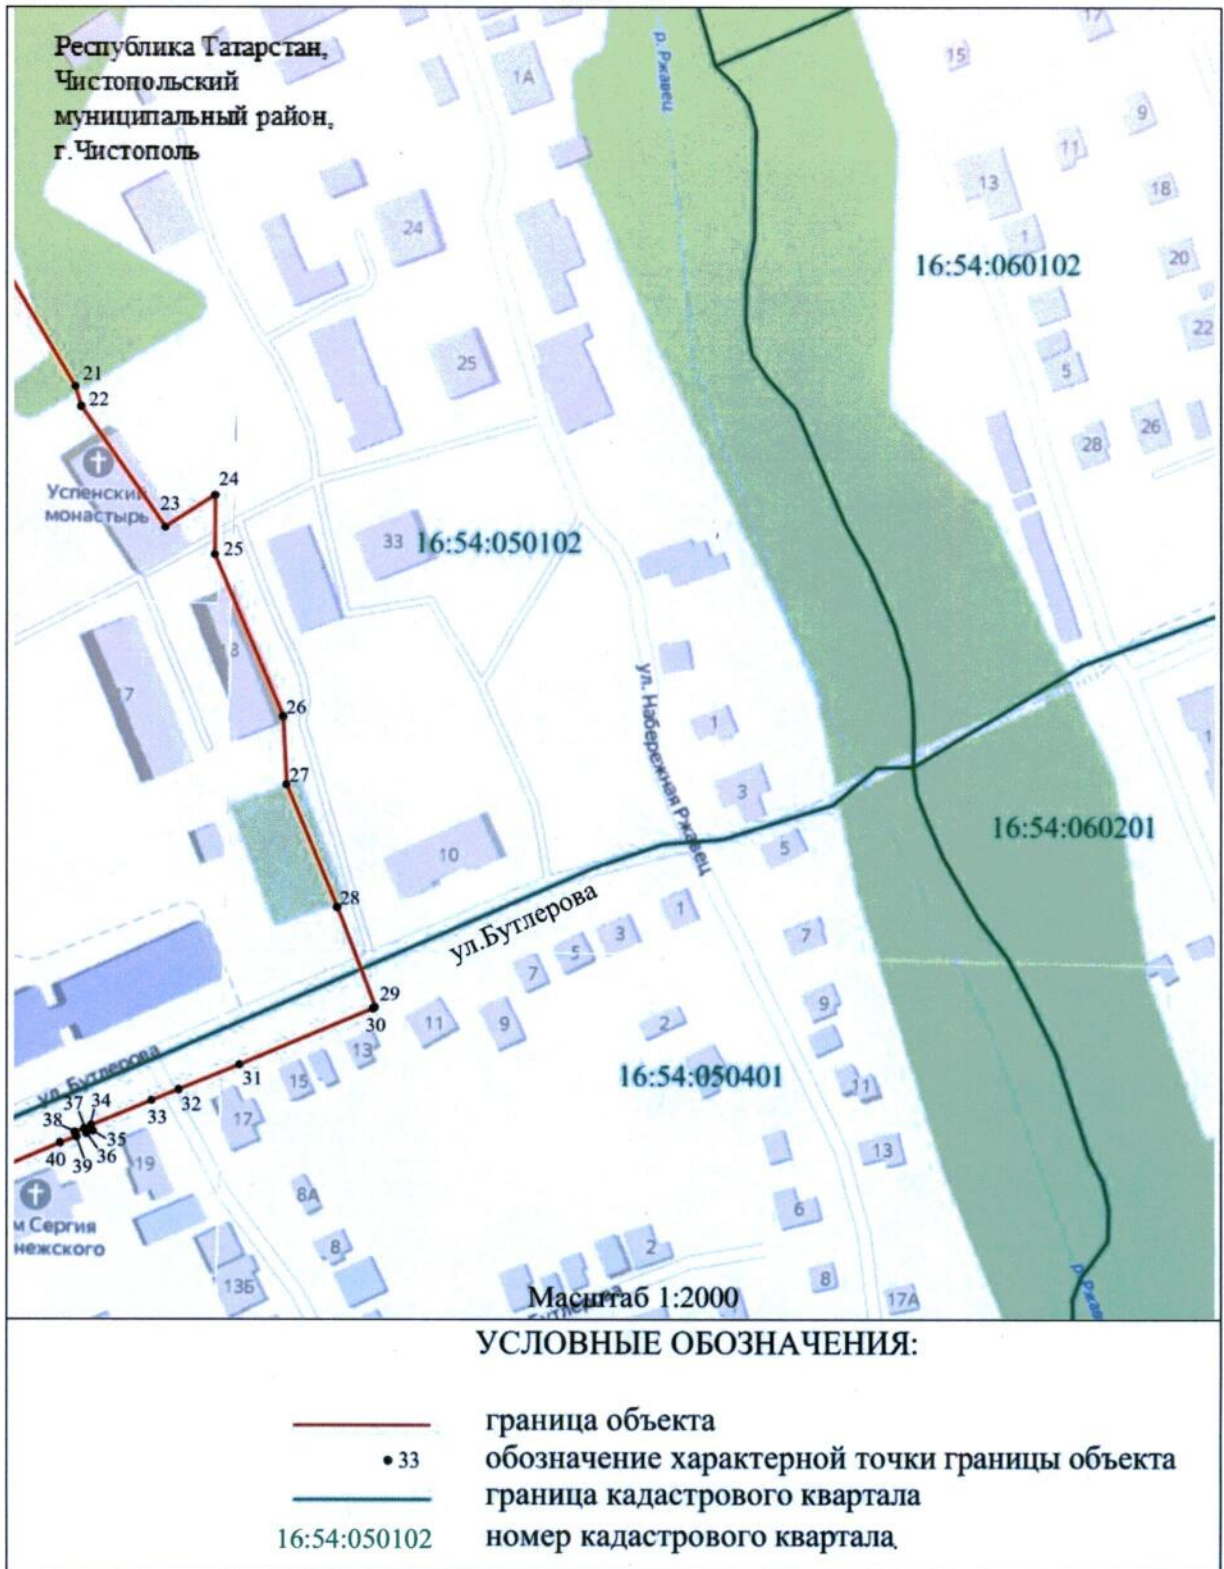 Республика Татарстан,
Чистопольский
муниципальный район,
г.Чистополь
р. Ржавец
1А
17
15
9
11
13
18
1
24
16:54:060102
20
22
25
5
21
22
26
28
Успенский
монастырь
23
24
25
33
16:54:050102
17
26
ул. Набережная Ржавец
1
27
3
16:54:060201
10
5
28
ул.Бутлерова
1
3
5
7
7
29
30
11
9
9
2
13
ул. Бутлерова
31
15
16:54:050401
11
32
33
17
34
37
38
35
36
39
40
19
13
м Сергия
нежского
8А
6
8
2
13Б
8
р. Ржав
17А
Масштаб 1:2000
УСЛОВНЫЕ ОБОЗНАЧЕНИЯ:
граница объекта
• 33 обозначение характерной точки границы объекта
граница кадастрового квартала
16:54:050102 номер кадастрового квартала